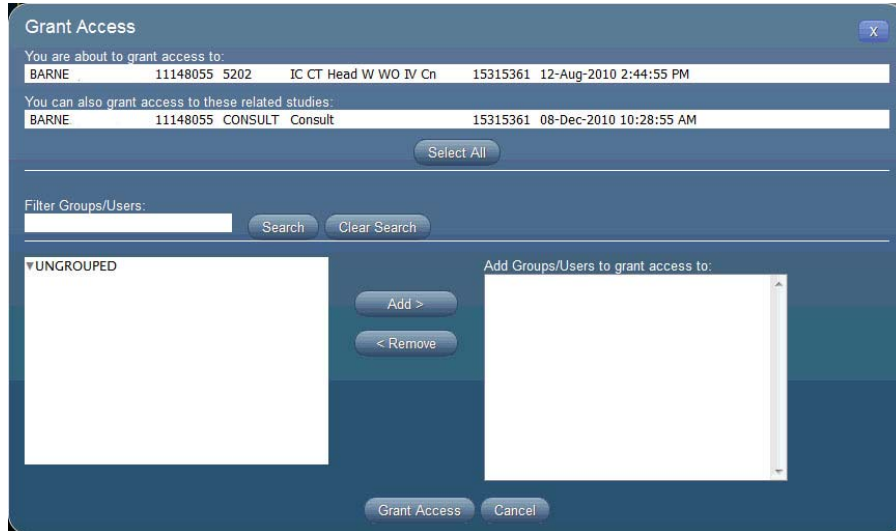 Grant Access
X
You are about to grant access to:
BARNE 11148055 5202 IC CT Head W WO IV Cn 15315361 12-Aug-2010 2:44:55 PM
You can also grant access to these related studies:
BARNE 11148055 CONSULT Consult 15315361 08-Dec-2010 10:28:55 AM
Select All
Filter Groups/Users:
Search Clear Search
▼UNGROUPED
Add Groups/Users to grant access to:
Add >
< Remove
Grant Access Cancel